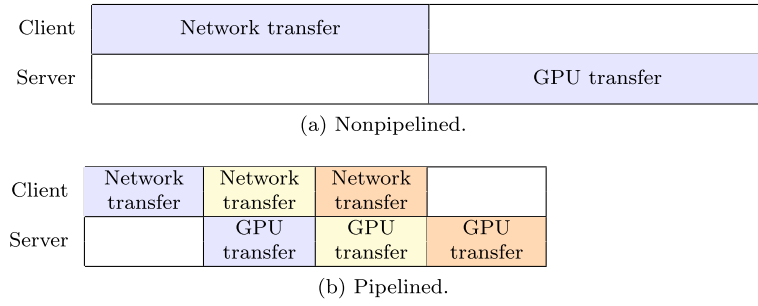 Client
Network transfer
Server
GPU transfer
(a) Nonpipelined.
Client
Network
transfer
Network
transfer
Network
transfer
Server
GPU
transfer
GPU
transfer
GPU
transfer
(b) Pipelined.